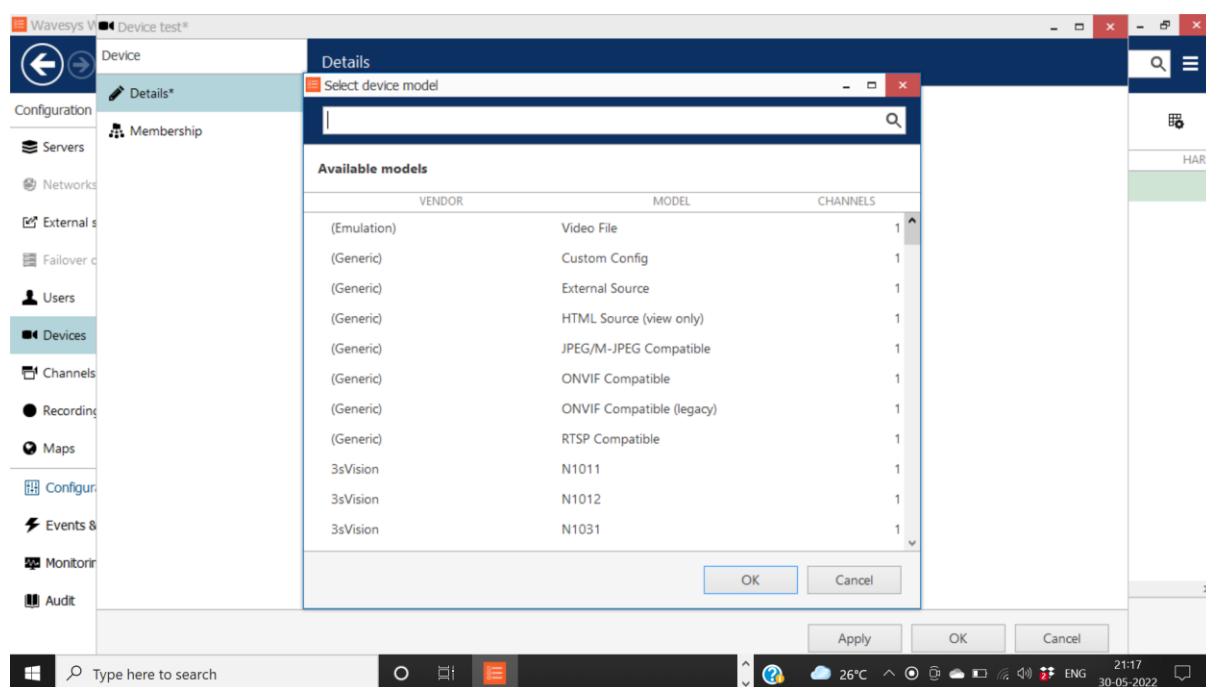 Wavesys W
Device test*
Device
Details
Select device model
Details*
Configuration
Membership
Servers
Available models
HAR
Networks
VENDOR MODEL CHANNELS
External s
(Emulation) Video File 1
Failover c
(Generic) Custom Config 1
Users
(Generic) External Source 1
Devices
(Generic) HTML Source (view only) 1
Channels
(Generic) JPEG/M-JPEG Compatible 1
Recording
(Generic) ONVIF Compatible 1
Maps
(Generic) ONVIF Compatible (legacy) 1
Configur
(Generic) RTSP Compatible 1
Events &
3sVision N1011 1
Monitorin
3sVision N1012 1
Audit
3sVision N1031 1
OK Cancel
Apply OK Cancel
Type here to search
26°C
2
ENG
21:17
30-05-2022